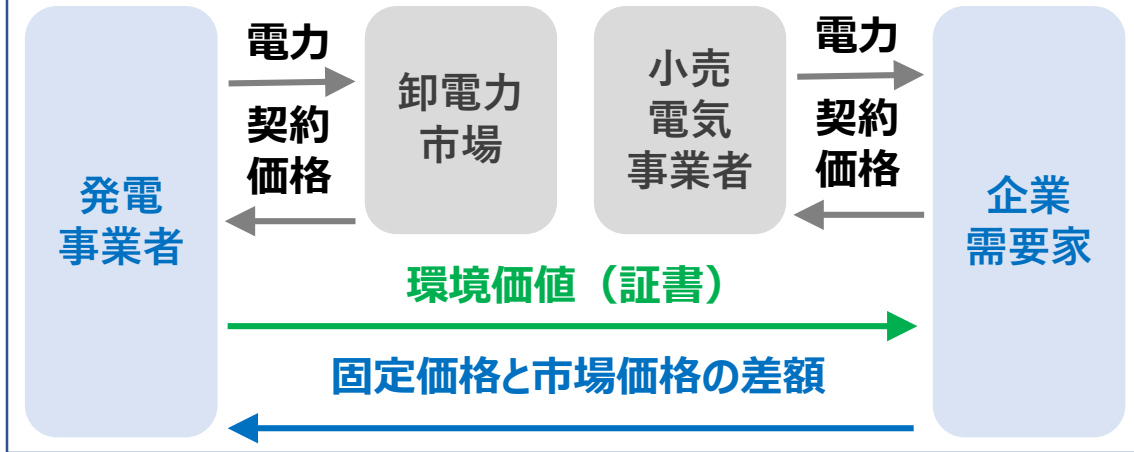 発電
事業者
電力
契約
価格
卸電力
市場
小売
電気
事業者
電力
契約
価格
企業
需要家
環境価値（証書）
固定価格と市場価格の差額